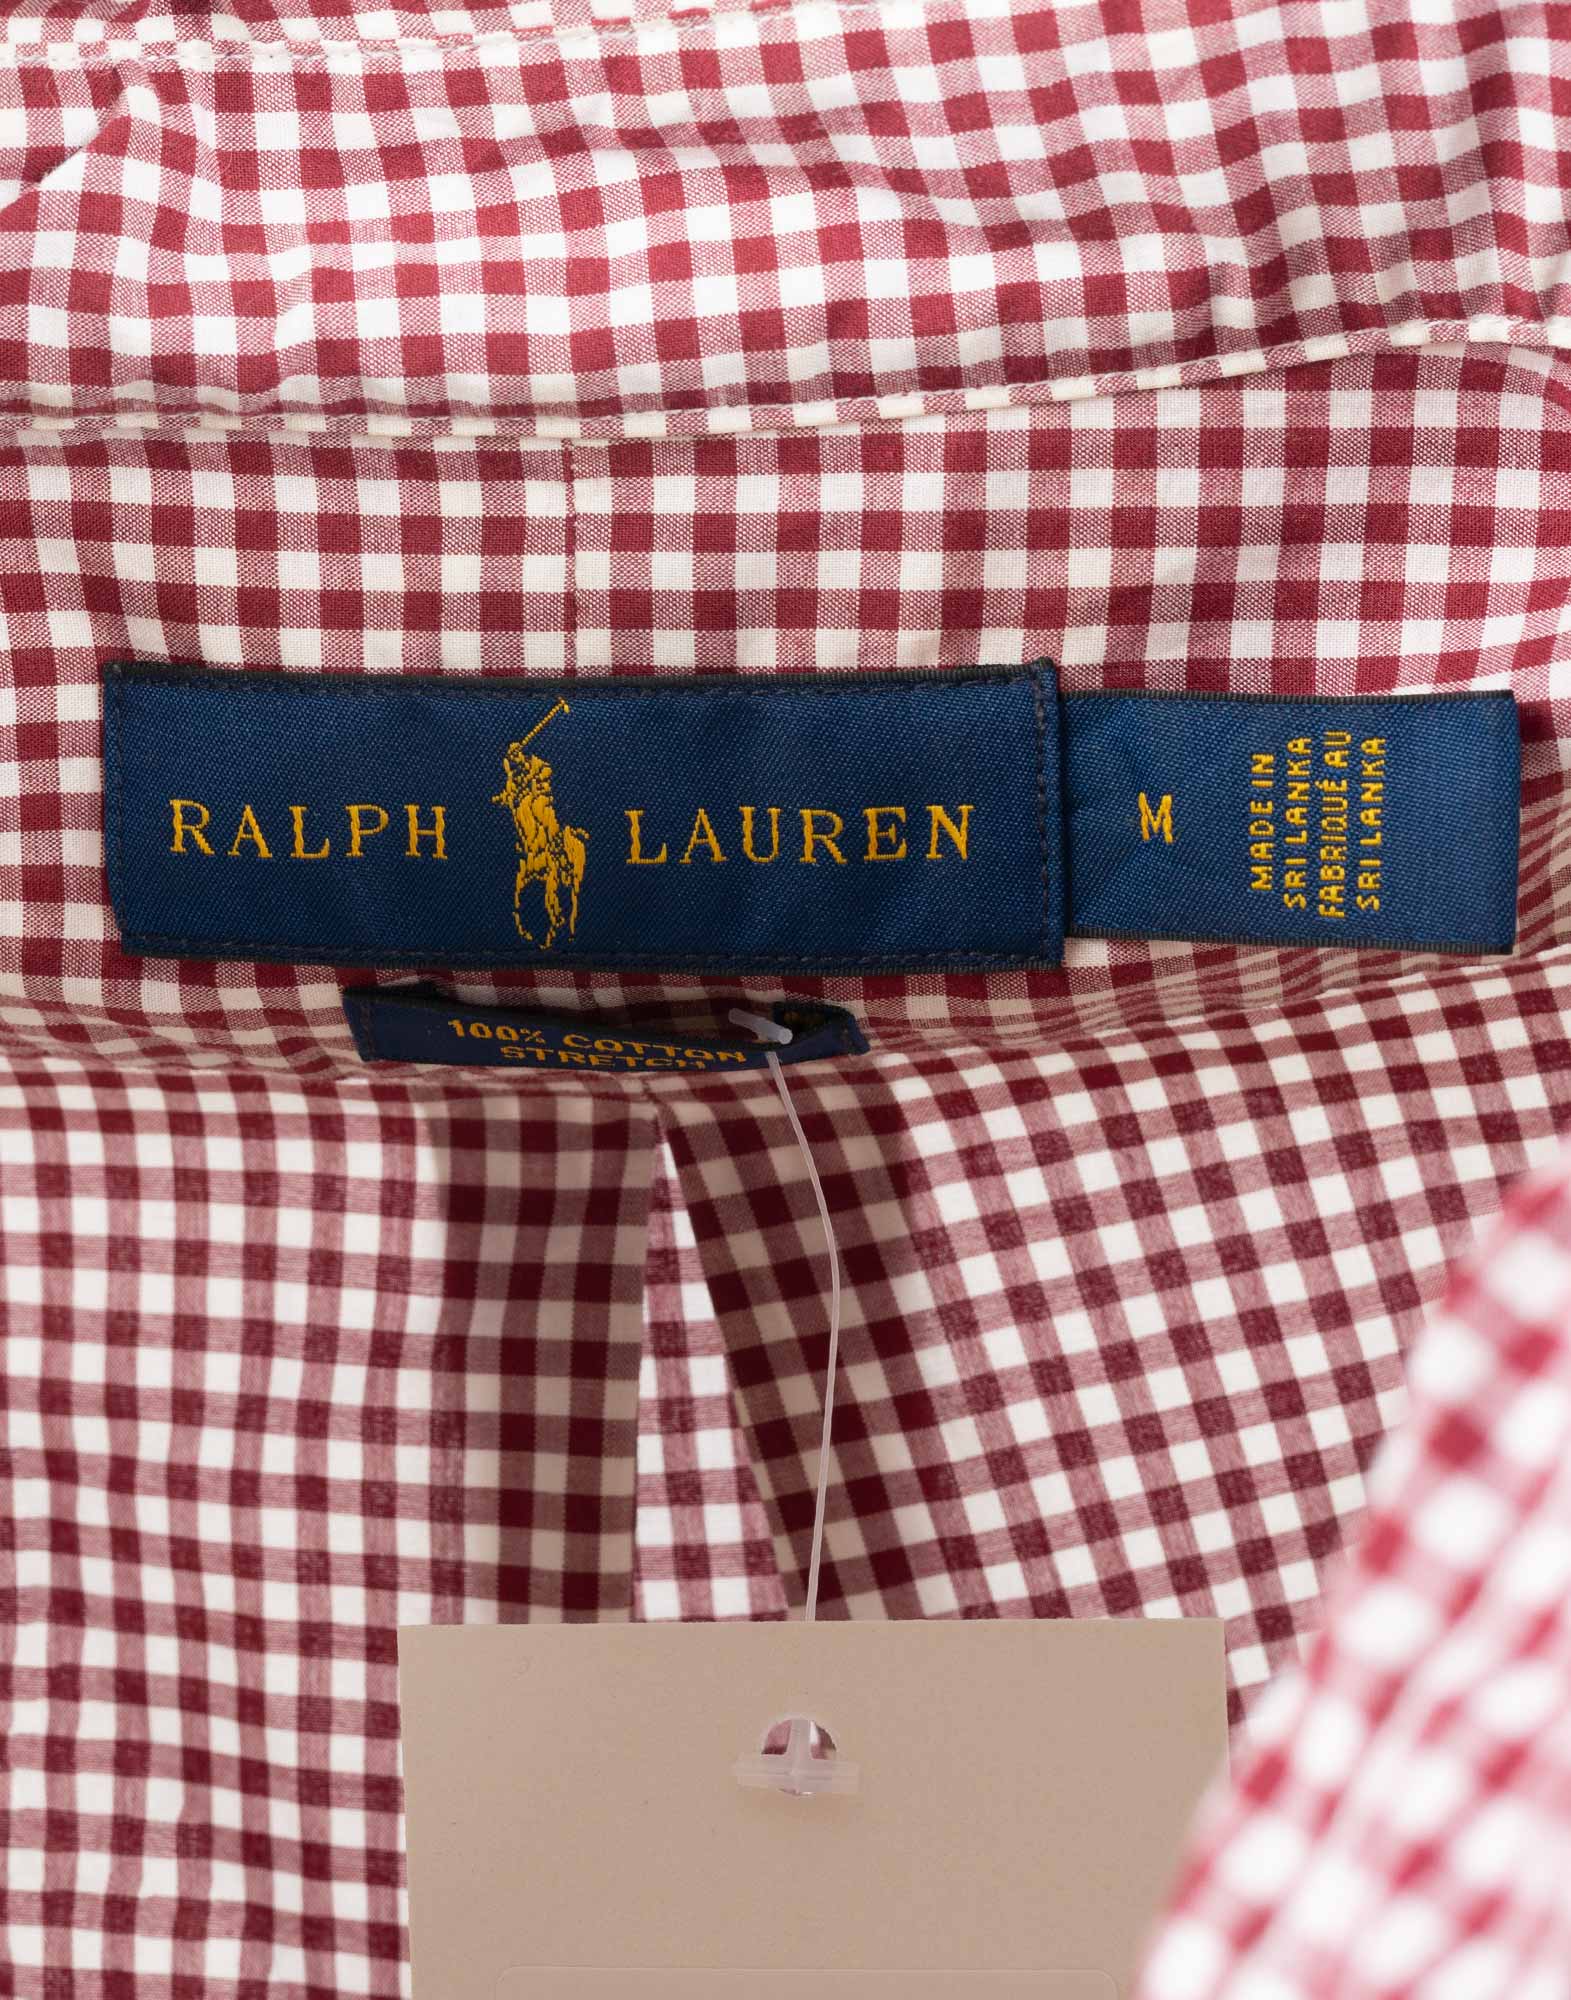 RALPH LAUREN
M
MADE IN
SRI LANKA
FABRIQUÉ AU
SRI LANKA
100% COTTON
STRETCH